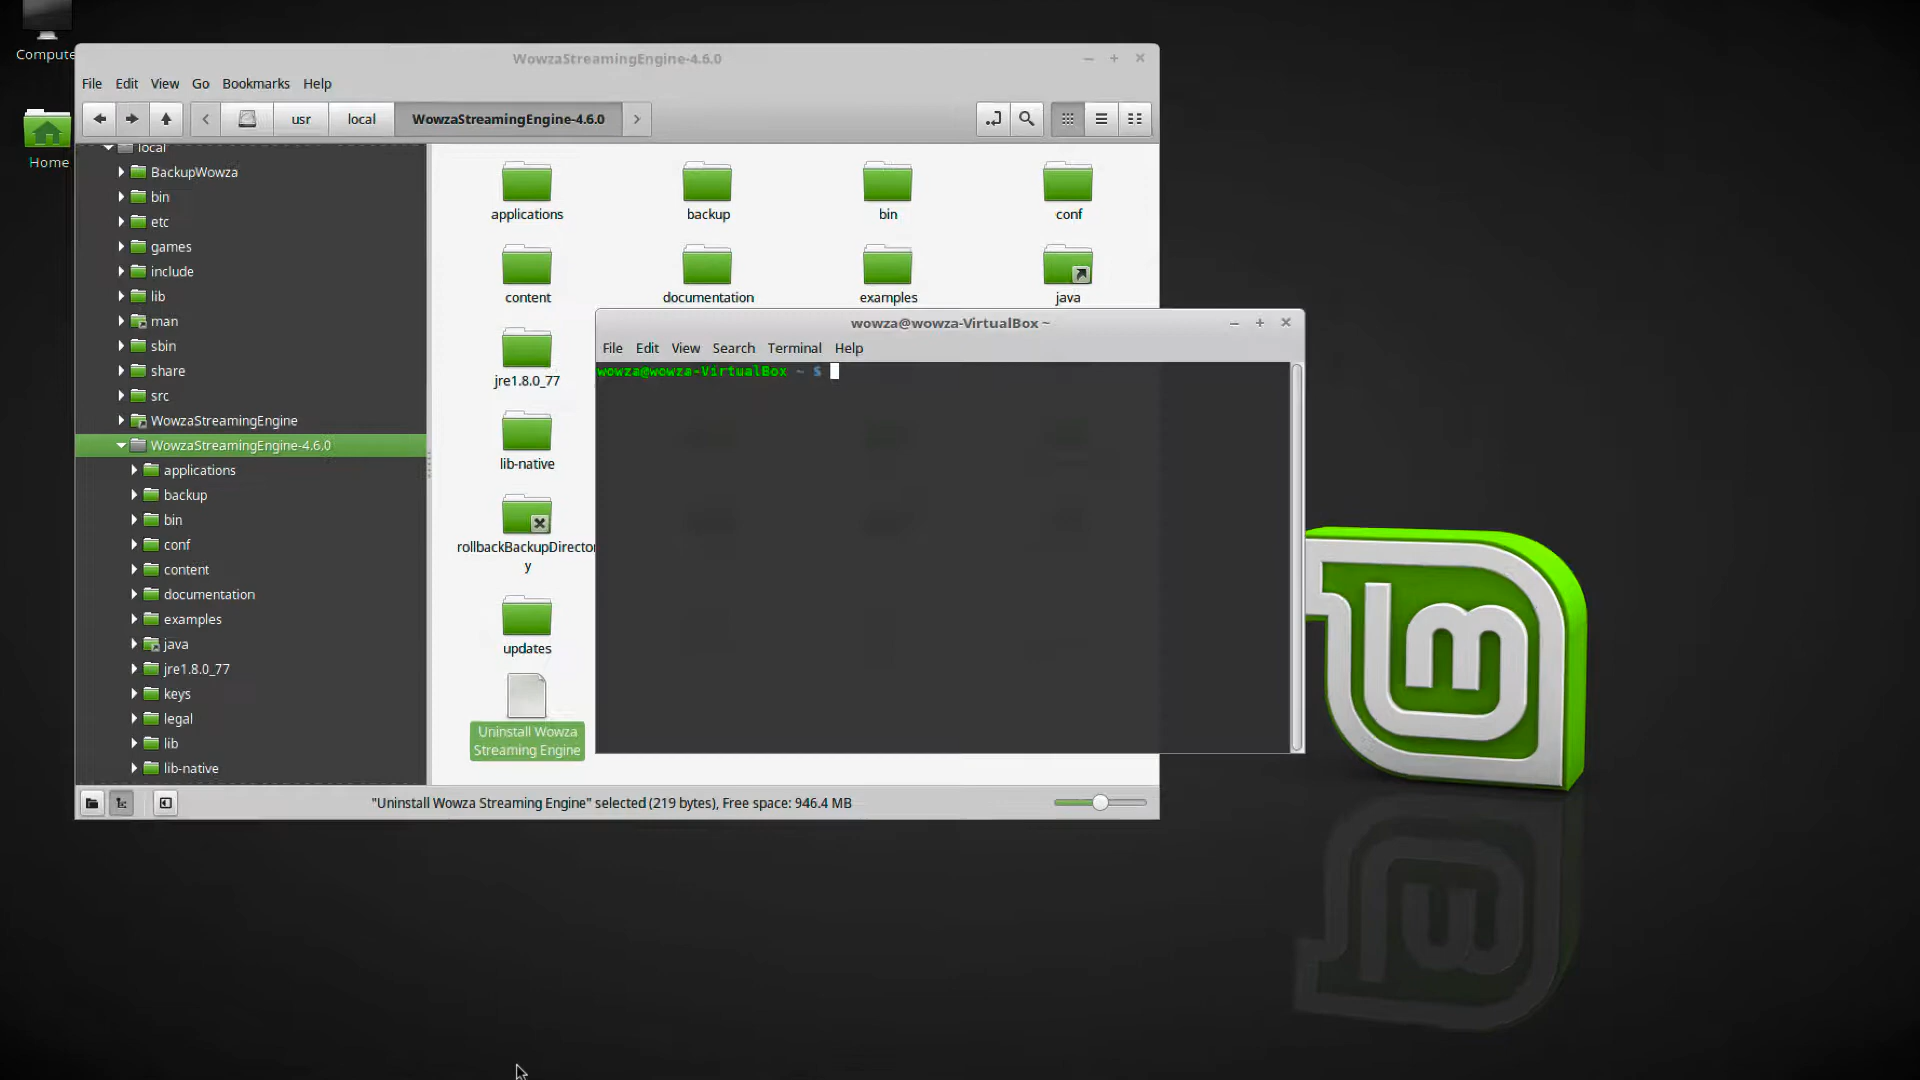 Compute
Home
WowzaStreamingEngine-4.6.0
File Edit View Go Bookmarks Help
usr local WowzaStreamingEngine-4.6.0
local
BackupWowza
bin
etc
games
include
lib
man
sbin
share
src
WowzaStreamingEngine
WowzaStreamingEngine-4.6.0
applications
backup
bin
conf
content
documentation
examples
java
jre1.8.0_77
keys
legal
lib
lib-native
applications backup bin conf
content documentation examples java
jre1.8.0_77
lib-native
rollbackBackupDirector
y
updates
Uninstall Wowza
Streaming Engine
"Uninstall Wowza Streaming Engine" selected (219 bytes), Free space: 946.4 MB
wowza@wowza-VirtualBox ~
File Edit View Search Terminal Help
wowza@wowza-VirtualBox ~ $